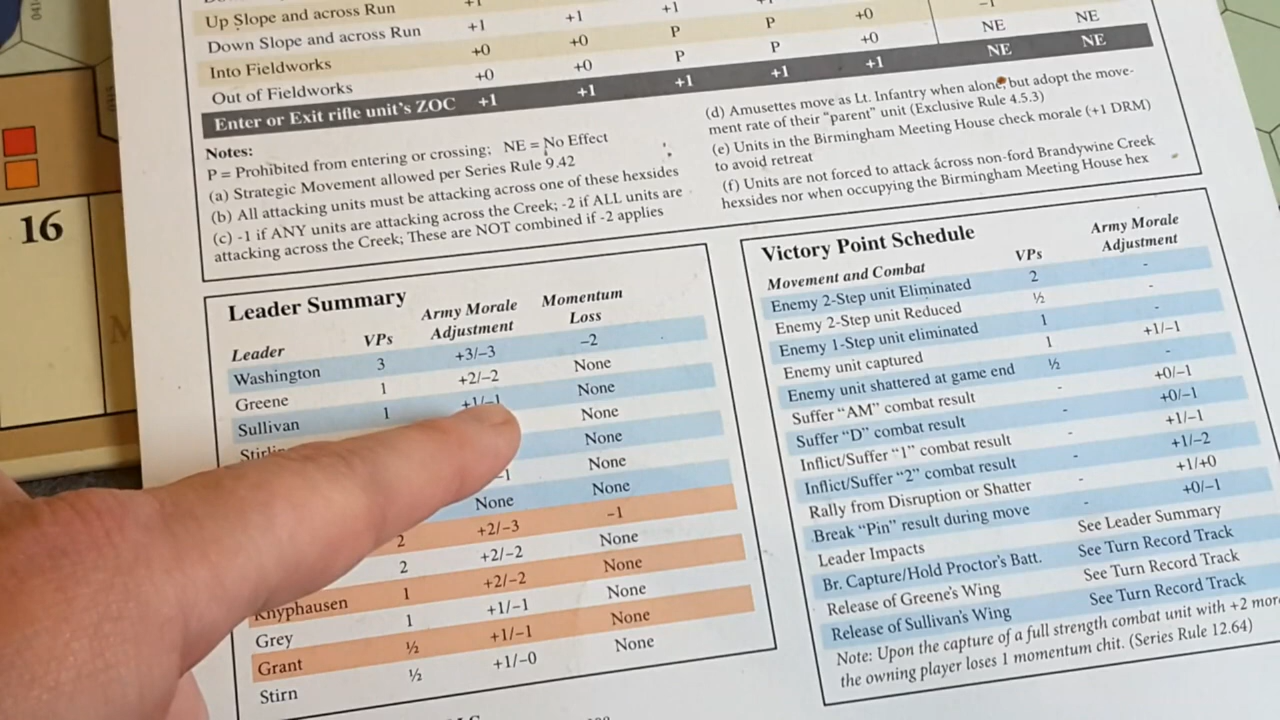 Up Slope and across Run +1
Down Slope and across Run +1 +1 +1
Into Fieldworks +0 +0 P P +0 -1
Out of Fieldworks +0 +0 P P +0 NE NE
Enter or Exit rifle unit's ZOC +1 +1 +1 +1 +1 NE NE
Notes:
P = Prohibited from entering or crossing; NE = No Effect
(a) Strategic Movement allowed per Series Rule 9.42
(b) All attacking units must be attacking across one of these hexsides
(c) -1 if ANY units are attacking across the Creek; -2 if ALL units are
attacking across the Creek; These are NOT combined if -2 applies
(d) Amusettes move as Lt. Infantry when alone, but adopt the move-
ment rate of their "parent" unit (Exclusive Rule 4.5.3)
(e) Units in the Birmingham Meeting House check morale (+1 DRM)
to avoid retreat
(f) Units are not forced to attack across non-ford Brandywine Creek
hexsides nor when occupying the Birmingham Meeting House hex
16
Leader Summary
Leader VPs Army Morale Adjustment Momentum Loss
Washington 3 +3/–3 –2
Greene 1 +2/–2 None
Sullivan 1 +1/–1 None
None
None
–1 None
None None
2 +2/–3 –1
2 +2/–2 None
Knyphausen 1 +2/–2 None
Grey 1 +1/–1 None
Grant ½ +1/–1 None
Stirn ½ +1/–0 None
Victory Point Schedule
Movement and Combat VPs Army Morale Adjustment
Enemy 2-Step unit Eliminated 2 -
Enemy 2-Step unit Reduced ½ -
Enemy 1-Step unit eliminated 1 -
Enemy unit captured 1 +1/–1
Enemy unit shattered at game end ½ -
Suffer "AM" combat result - +0/–1
Suffer "D" combat result - +0/–1
Inflict/Suffer "1" combat result - +1/–1
Inflict/Suffer "2" combat result - +1/–2
Rally from Disruption or Shatter - +1/+0
Break "Pin" result during move - +0/–1
Leader Impacts See Leader Summary
Br. Capture/Hold Proctor's Batt. See Turn Record Track
Release of Greene's Wing See Turn Record Track
Release of Sullivan's Wing See Turn Record Track
Note: Upon the capture of a full strength combat unit with +2 mor
the owning player loses 1 momentum chit. (Series Rule 12.64)